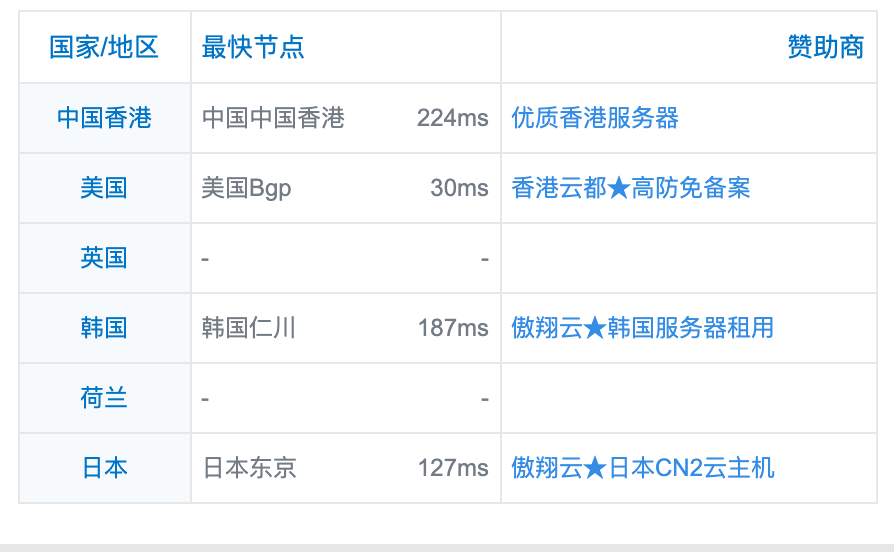 国家/地区 最快节点 赞助商
中国香港 中国中国香港 224ms 优质香港服务器
美国 美国Bgp 30ms 香港云都★高防免备案
英国 - -
韩国 韩国仁川 187ms 傲翔云★韩国服务器租用
荷兰 - -
日本 日本东京 127ms 傲翔云★日本CN2云主机